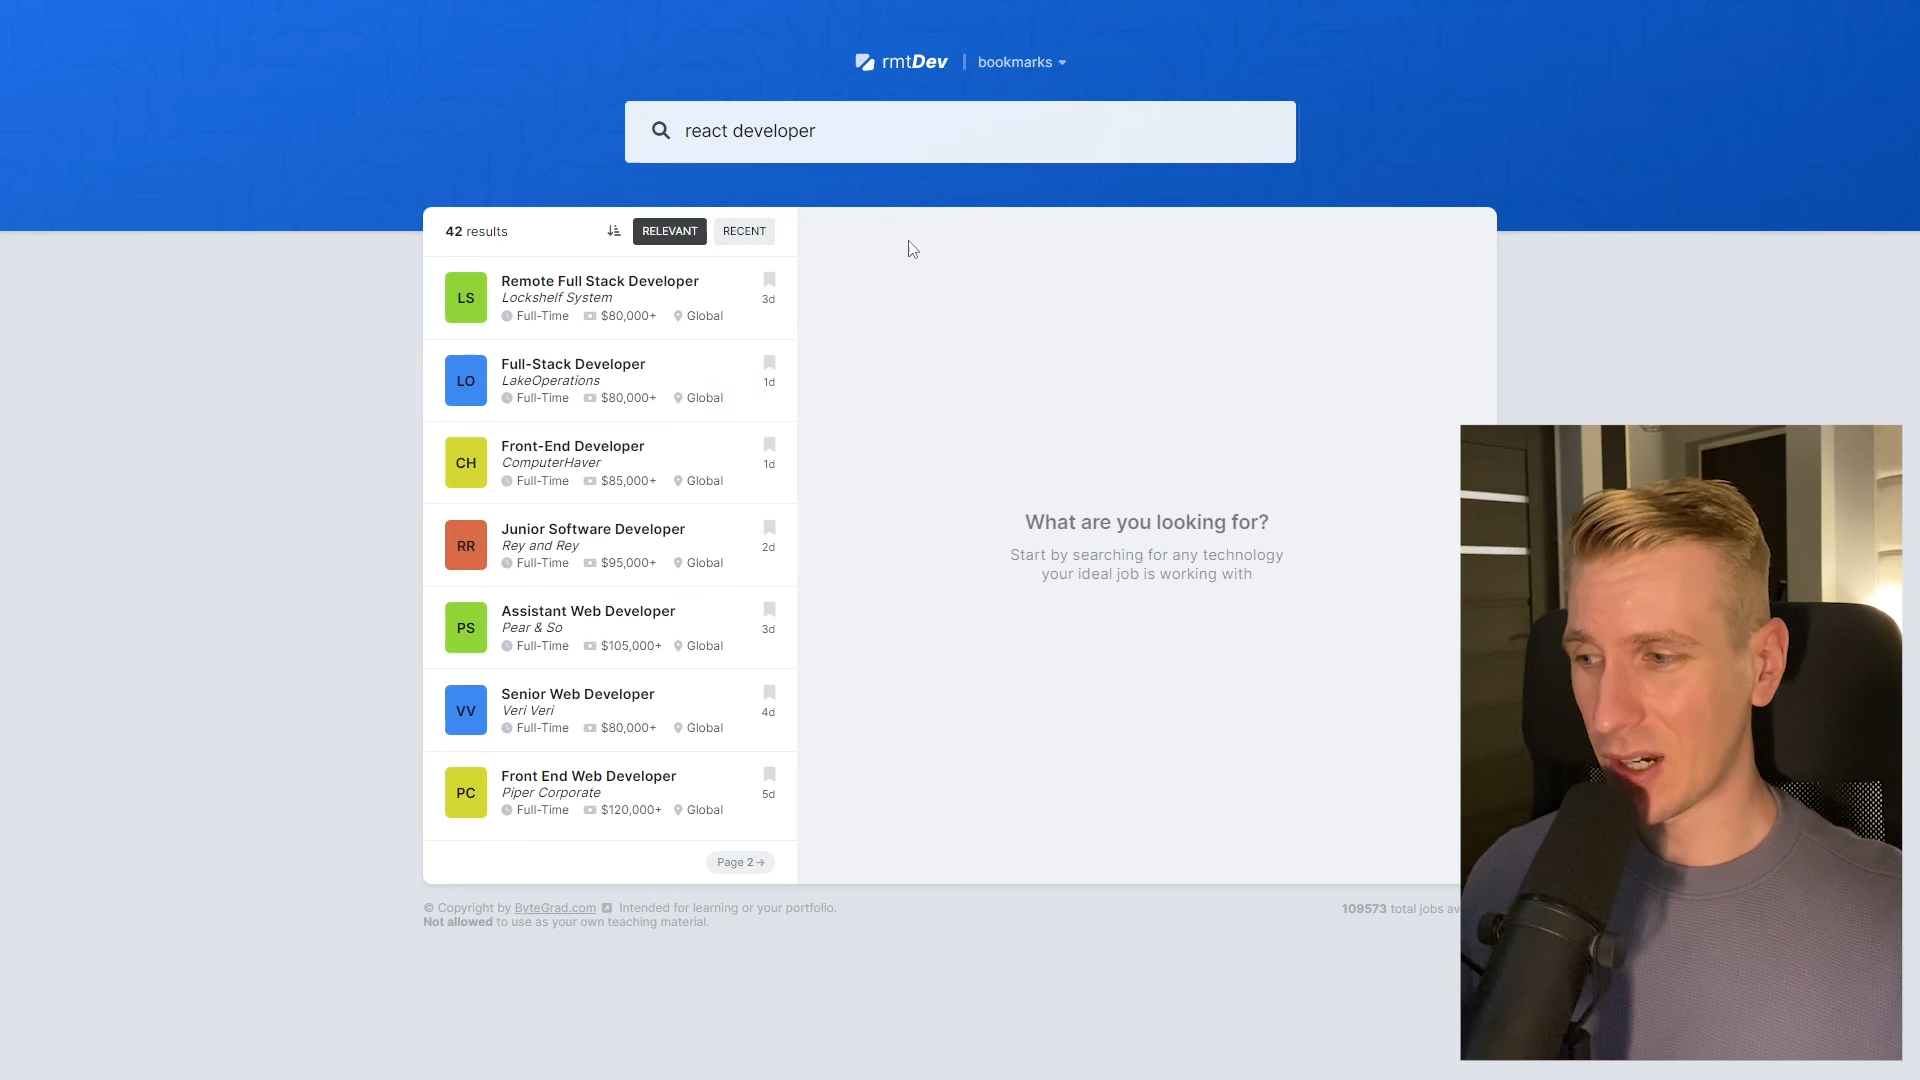 rmtDev | bookmarks
react developer
42 results RELEVANT RECENT
LS Remote Full Stack Developer
Lockshelf System 3d
Full-Time $80,000+ Global
LO Full-Stack Developer
LakeOperations 1d
Full-Time $80,000+ Global
CH Front-End Developer
ComputerHaver 1d
Full-Time $85,000+ Global
RR Junior Software Developer
Rey and Rey 2d
Full-Time $95,000+ Global
PS Assistant Web Developer
Pear & So 3d
Full-Time $105,000+ Global
VV Senior Web Developer
Veri Veri 4d
Full-Time $80,000+ Global
PC Front End Web Developer
Piper Corporate 5d
Full-Time $120,000+ Global
Page 2 →
What are you looking for?
Start by searching for any technology
your ideal job is working with
© Copyright by ByteGrad.com Intended for learning or your portfolio.
Not allowed to use as your own teaching material.
109573 total jobs av